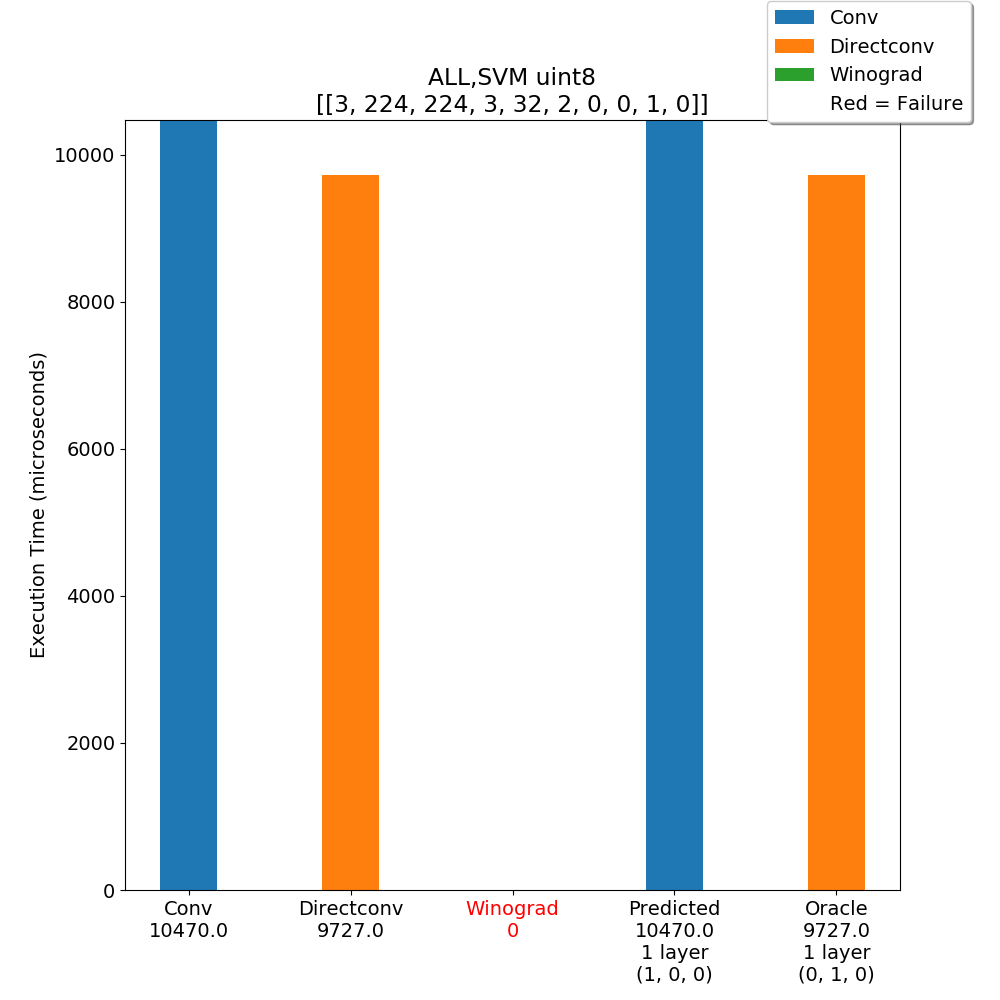 Conv
Directconv
Winograd
Red = Failure
ALL,SVM uint8
[[3, 224, 224, 3, 32, 2, 0, 0, 1, 0]]
Execution Time (microseconds)
10000
8000
6000
4000
2000
0
Conv
10470.0
Directconv
9727.0
Winograd
0
Predicted
10470.0
1 layer
(1, 0, 0)
Oracle
9727.0
1 layer
(0, 1, 0)